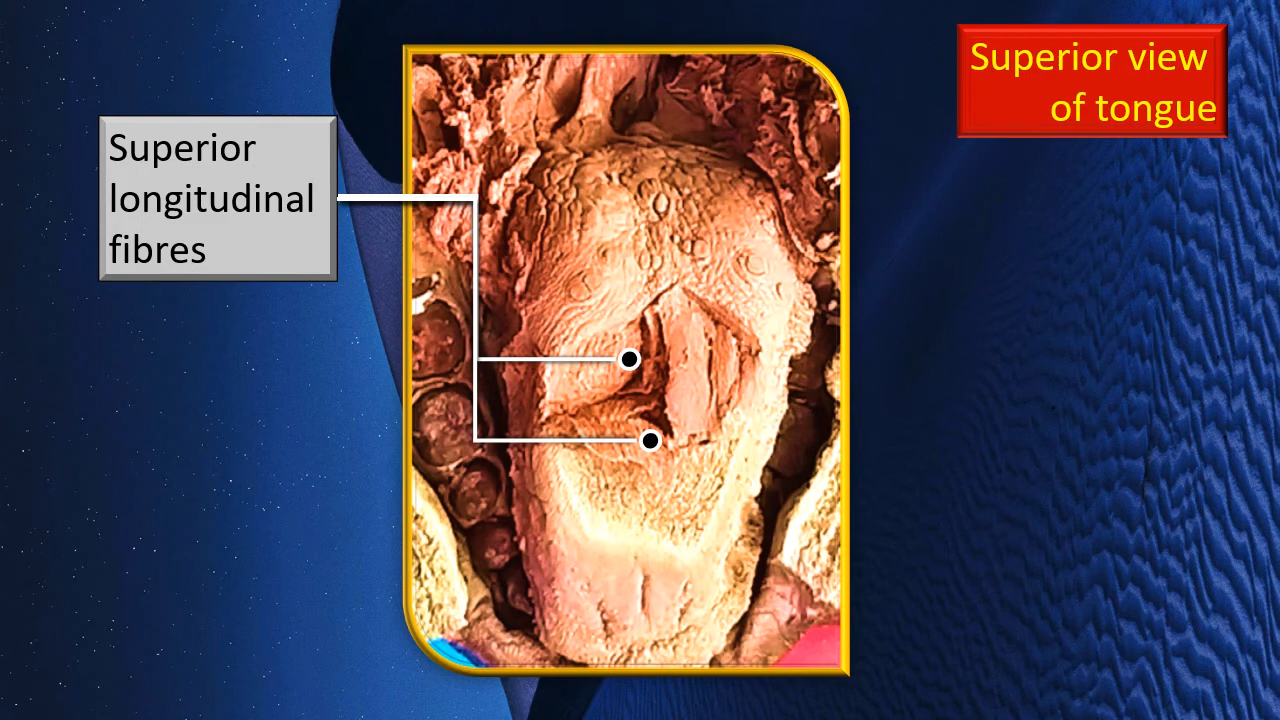 Superior view
of tongue
Superior
longitudinal
fibres